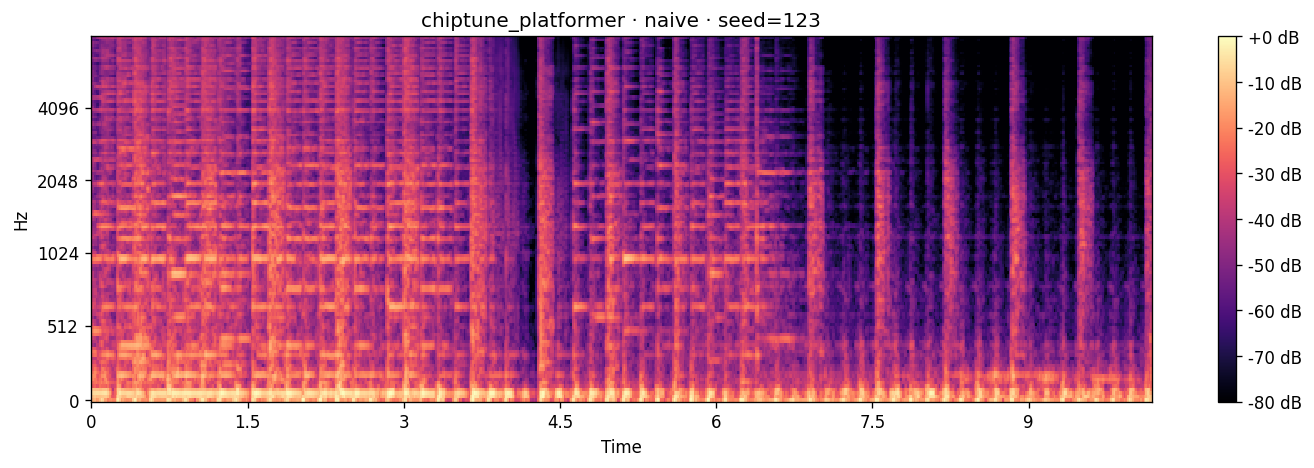 chiptune_platformer · naive · seed=123
4096
2048
1024
512
0
Hz
0 1.5 3 4.5 6 7.5 9
Time
+0 dB
-10 dB
-20 dB
-30 dB
-40 dB
-50 dB
-60 dB
-70 dB
-80 dB